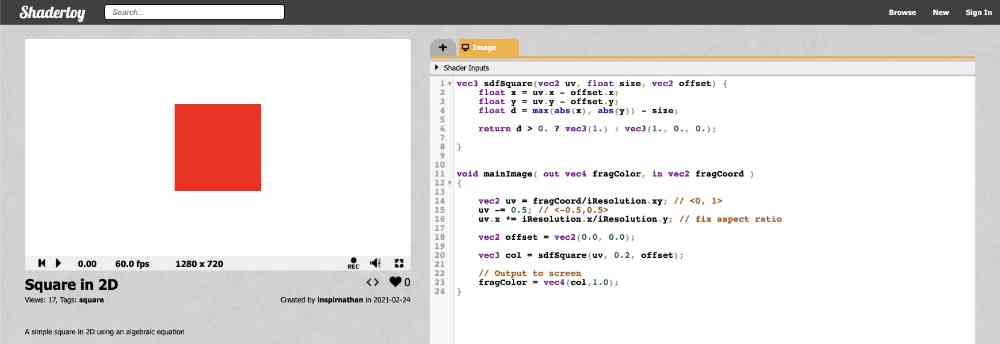 Shadertoy
Search...
Browse New Sign In
+ Image
Shader Inputs
1 vec3 sdfSquare(vec2 uv, float size, vec2 offset) {
2 float x = uv.x - offset.x;
3 float y = uv.y - offset.y;
4 float d = max(abs(x), abs(y)) - size;
5
6 return d > 0. ? vec3(1.) : vec3(1., 0., 0.);
7
8 }
9
10
11 void mainImage( out vec4 fragColor, in vec2 fragCoord )
12 {
13
14 vec2 uv = fragCoord/iResolution.xy; // <0, 1>
15 uv -= 0.5; // <-0.5,0.5>
16 uv.x *= iResolution.x/iResolution.y; // fix aspect ratio
17
18 vec2 offset = vec2(0.0, 0.0);
19
20 vec3 col = sdfSquare(uv, 0.2, offset);
21
22 // Output to screen
23 fragColor = vec4(col,1.0);
24 }
0.00 60.0 fps 1280 x 720 REC
Square in 2D <> 0
Views: 17, Tags: square Created by inspirnathan in 2021-02-24
A simple square in 2D using an algebraic equation